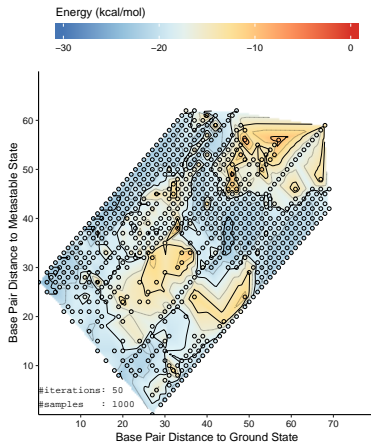 Energy (kcal/mol)
−30 −20 −10 0
Base Pair Distance to Metastable State
60
50
40
30
20
10
#iterations: 50
#samples : 1000
10 20 30 40 50 60 70
Base Pair Distance to Ground State